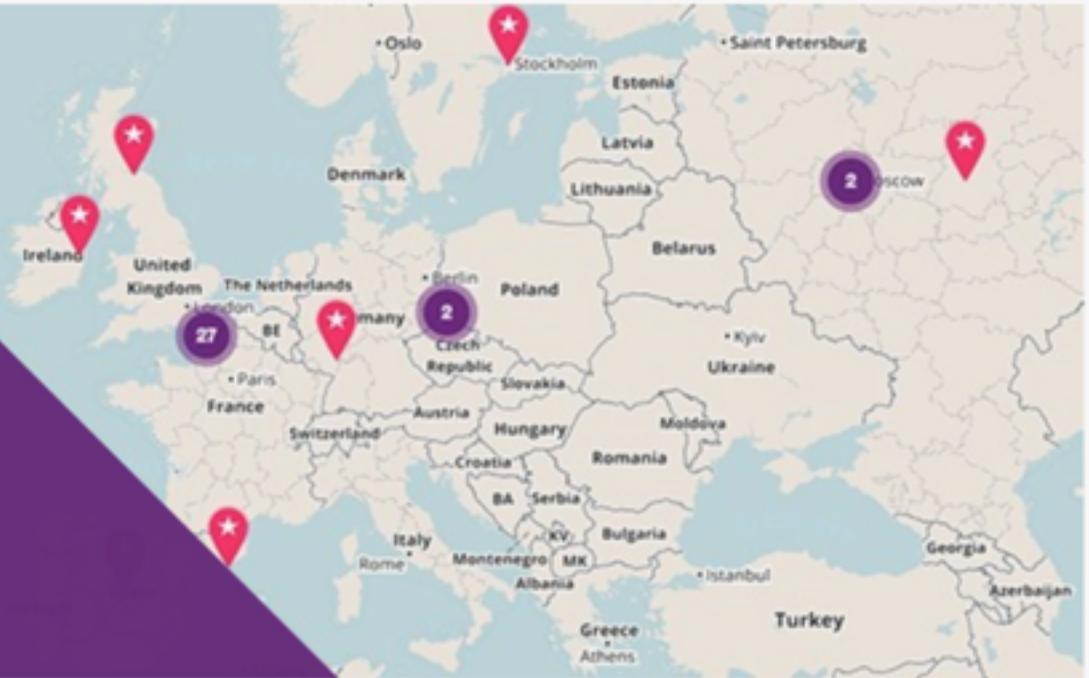 Oslo
Saint Petersburg
Stockholm
Estonia
Latvia
Denmark
Lithuania
2
oscow
Ireland
United
Kingdom
Belarus
The Netherlands
Berlin
Poland
London
27
BE
many
2
Czech
Republic
Kyiv
Ukraine
Paris
France
Slovakia
Austria
Switzerland
Hungary
Moldova
Croatia
Romania
BA
Serbia
KV
Bulgaria
Italy
Rome
Montenegro
MK
Albania
Georgia
Istanbul
Azerbaijan
Turkey
Greece
Athens